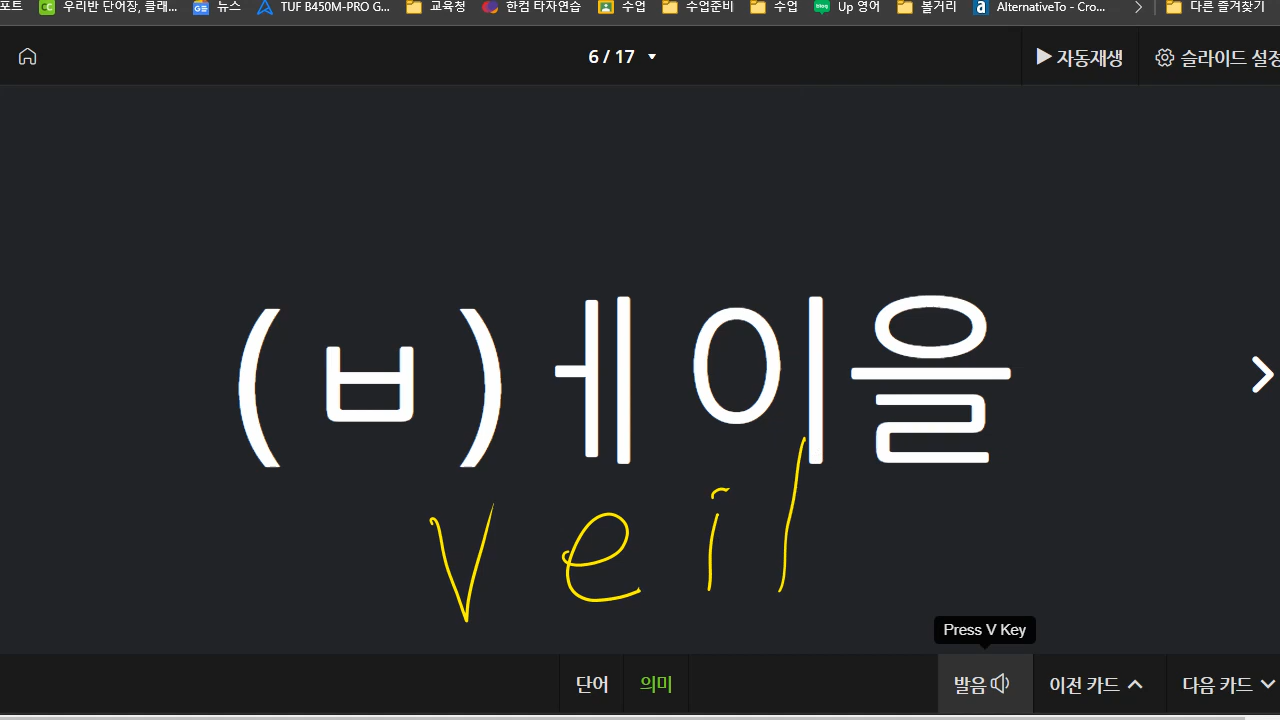 포트 우리반 단어장, 클래... 뉴스 TUF B450M-PRO G... 교육청 한컴 타자연습 수업 수업준비 수업 Up 영어 볼거리 AlternativeTo - Cro... 다른 즐겨찾기
6 / 17 자동재생 슬라이드 설정
(ㅂ)ㅔ이을
veil
Press V Key
단어 의미 발음 이전 카드 다음 카드